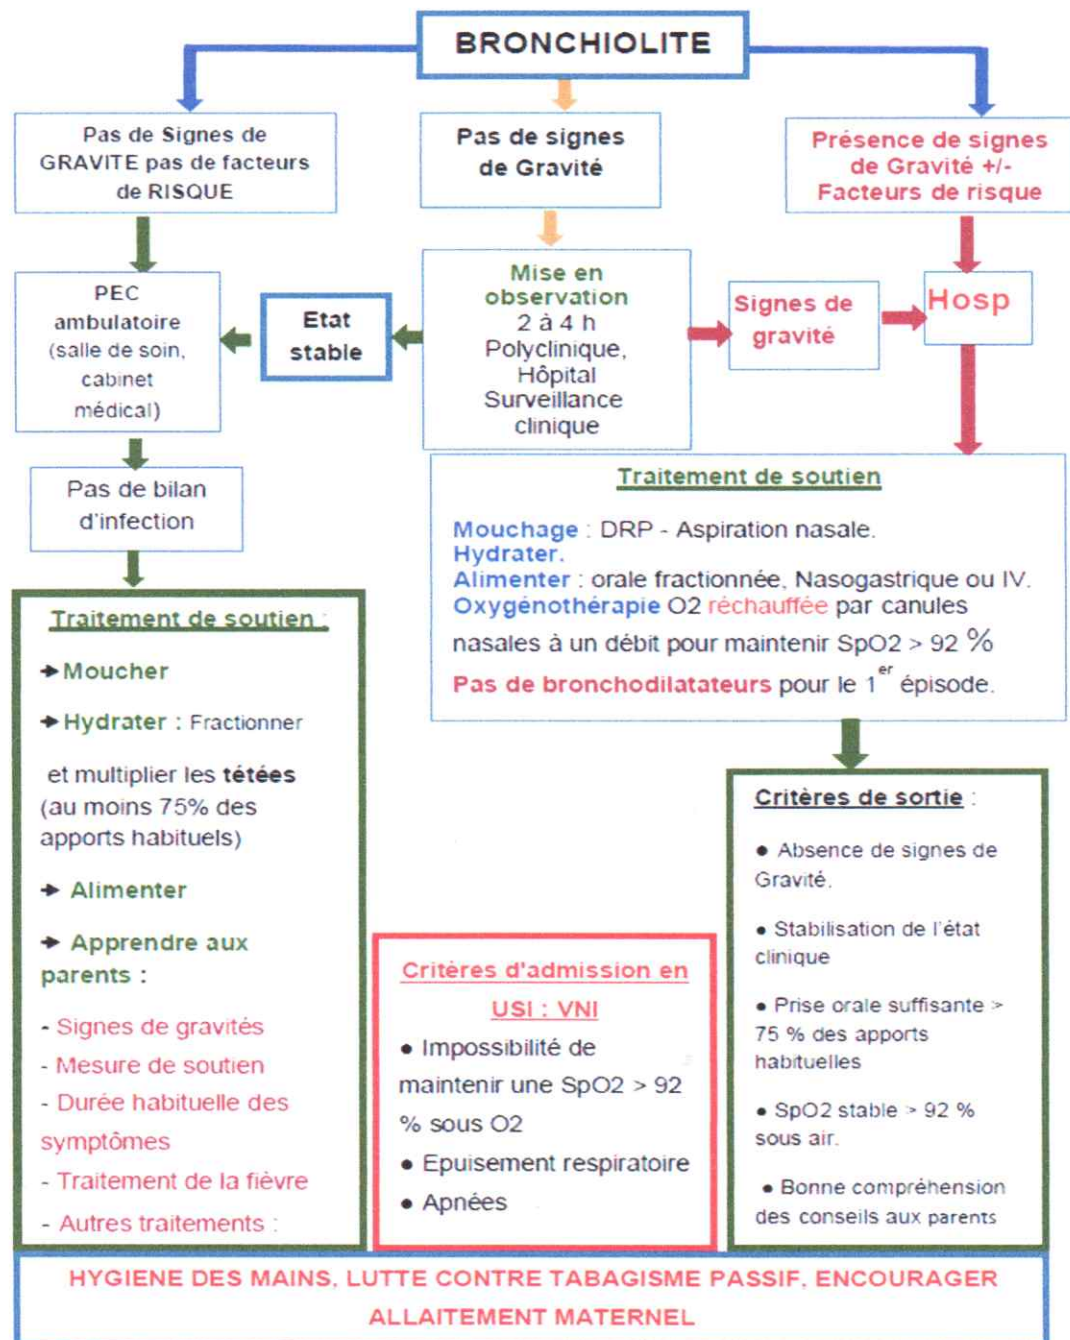 BRONCHIOLITE
Pas de Signes de
GRAVITE pas de facteurs
de RISQUE
Pas de signes
de Gravité
Présence de signes
de Gravité +/-
Facteurs de risque
PEC
ambulatoire
(salle de soin,
cabinet
médical)
Etat
stable
Mise en
observation
2 à 4 h
Polyclinique,
Hôpital
Surveillance
clinique
Signes de
gravité
Hosp
Pas de bilan
d'infection
Traitement de soutien
Mouchage : DRP - Aspiration nasale.
Hydrater.
Alimenter : orale fractionnée, Nasogastrique ou IV.
Oxygénothérapie O2 réchauffée par canules
nasales à un débit pour maintenir SpO2 > 92 %
Pas de bronchodilatateurs pour le 1er épisode.
Traitement de soutien :
➔ Moucher
➔ Hydrater : Fractionner
et multiplier les tétées
(au moins 75% des
apports habituels)
➔ Alimenter
➔ Apprendre aux
parents :
- Signes de gravités
- Mesure de soutien
- Durée habituelle des
symptômes
- Traitement de la fièvre
- Autres traitements :
Critères d'admission en
USI : VNI
● Impossibilité de
maintenir une SpO2 > 92
% sous O2
● Epuisement respiratoire
● Apnées
Critères de sortie :
● Absence de signes de
Gravité.
● Stabilisation de l'état
clinique
● Prise orale suffisante >
75 % des apports
habituelles
● SpO2 stable > 92 %
sous air.
● Bonne compréhension
des conseils aux parents
HYGIENE DES MAINS, LUTTE CONTRE TABAGISME PASSIF, ENCOURAGER
ALLAITEMENT MATERNEL